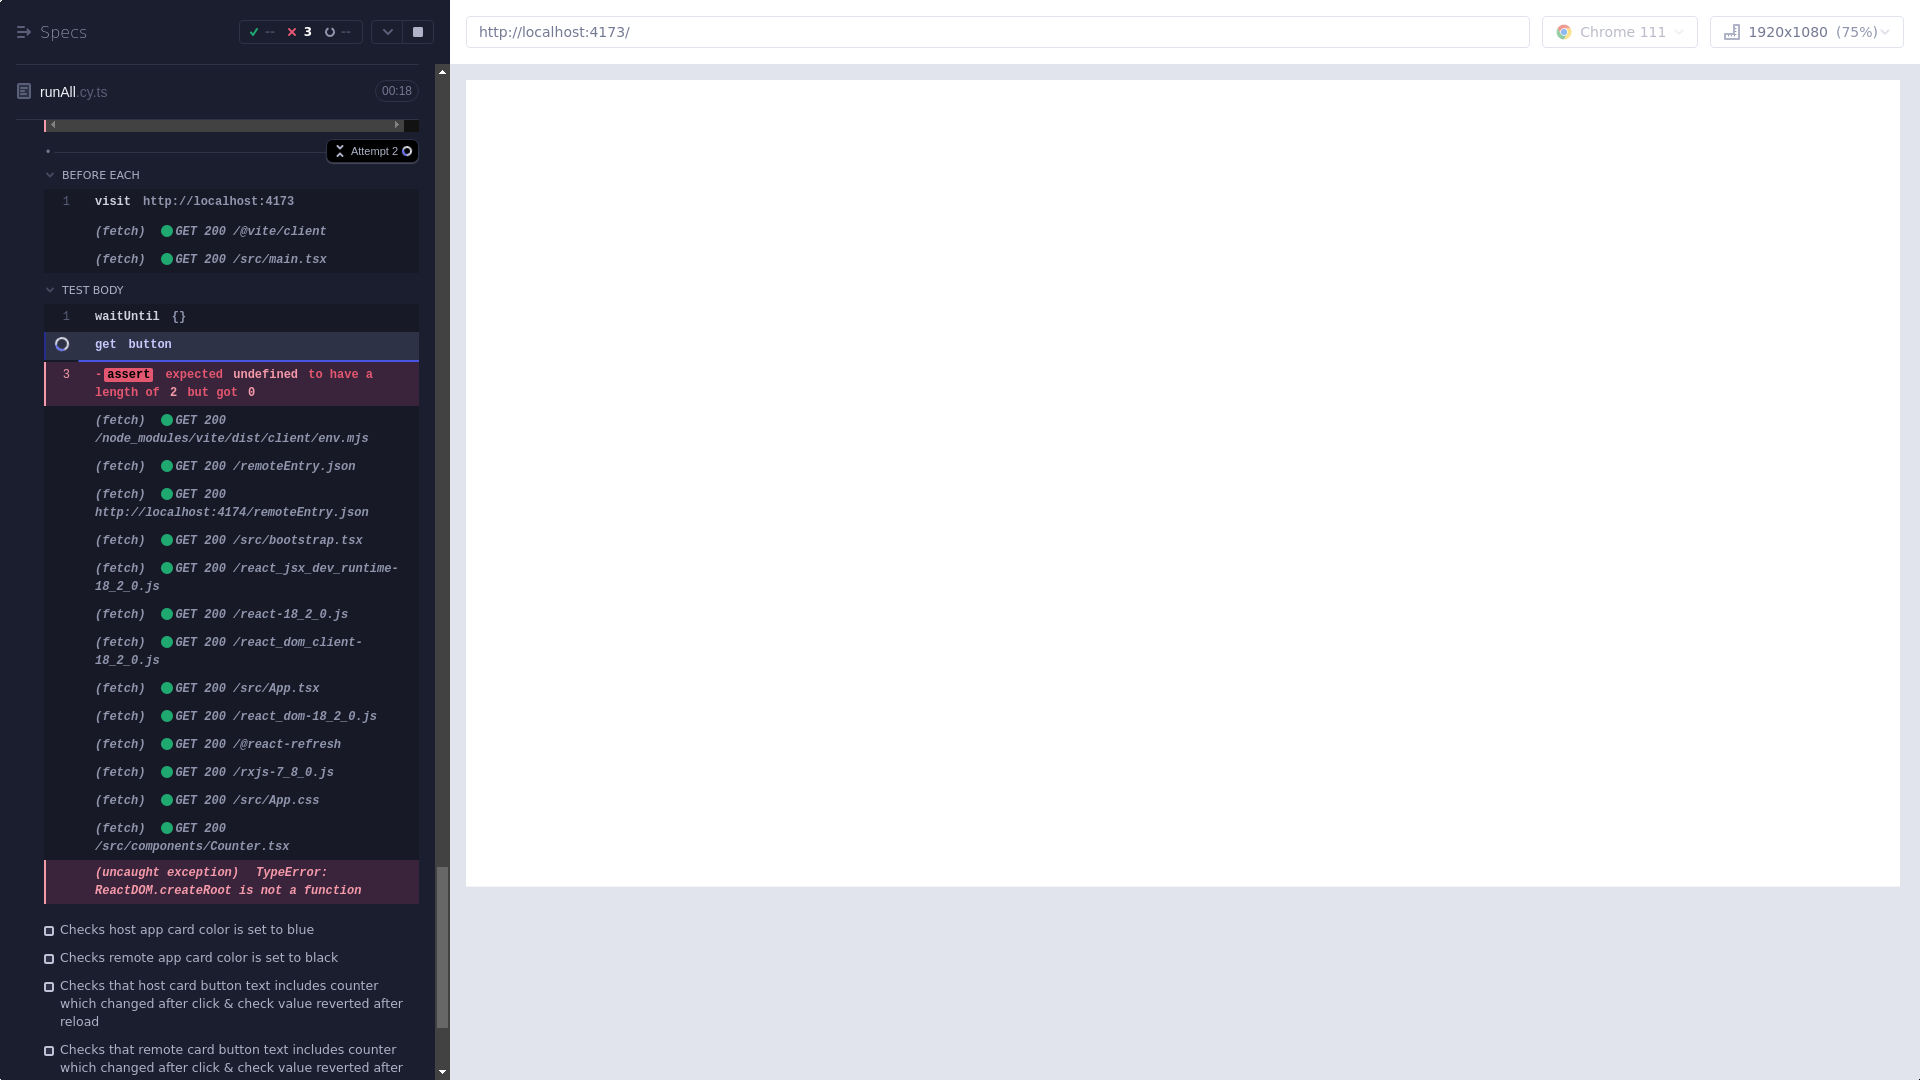 Specs
-- 3 --
runAll.cy.ts 00:18
Attempt 2
BEFORE EACH
1 visit http://localhost:4173
(fetch) GET 200 /@vite/client
(fetch) GET 200 /src/main.tsx
TEST BODY
1 waitUntil {}
get button
3 -assert expected undefined to have a
length of 2 but got 0
(fetch) GET 200
/node_modules/vite/dist/client/env.mjs
(fetch) GET 200 /remoteEntry.json
(fetch) GET 200
http://localhost:4174/remoteEntry.json
(fetch) GET 200 /src/bootstrap.tsx
(fetch) GET 200 /react_jsx_dev_runtime-
18_2_0.js
(fetch) GET 200 /react-18_2_0.js
(fetch) GET 200 /react_dom_client-
18_2_0.js
(fetch) GET 200 /src/App.tsx
(fetch) GET 200 /react_dom-18_2_0.js
(fetch) GET 200 /@react-refresh
(fetch) GET 200 /rxjs-7_8_0.js
(fetch) GET 200 /src/App.css
(fetch) GET 200
/src/components/Counter.tsx
(uncaught exception) TypeError:
ReactDOM.createRoot is not a function
Checks host app card color is set to blue
Checks remote app card color is set to black
Checks that host card button text includes counter
which changed after click & check value reverted after
reload
Checks that remote card button text includes counter
which changed after click & check value reverted after
http://localhost:4173/
Chrome 111
1920x1080 (75%)